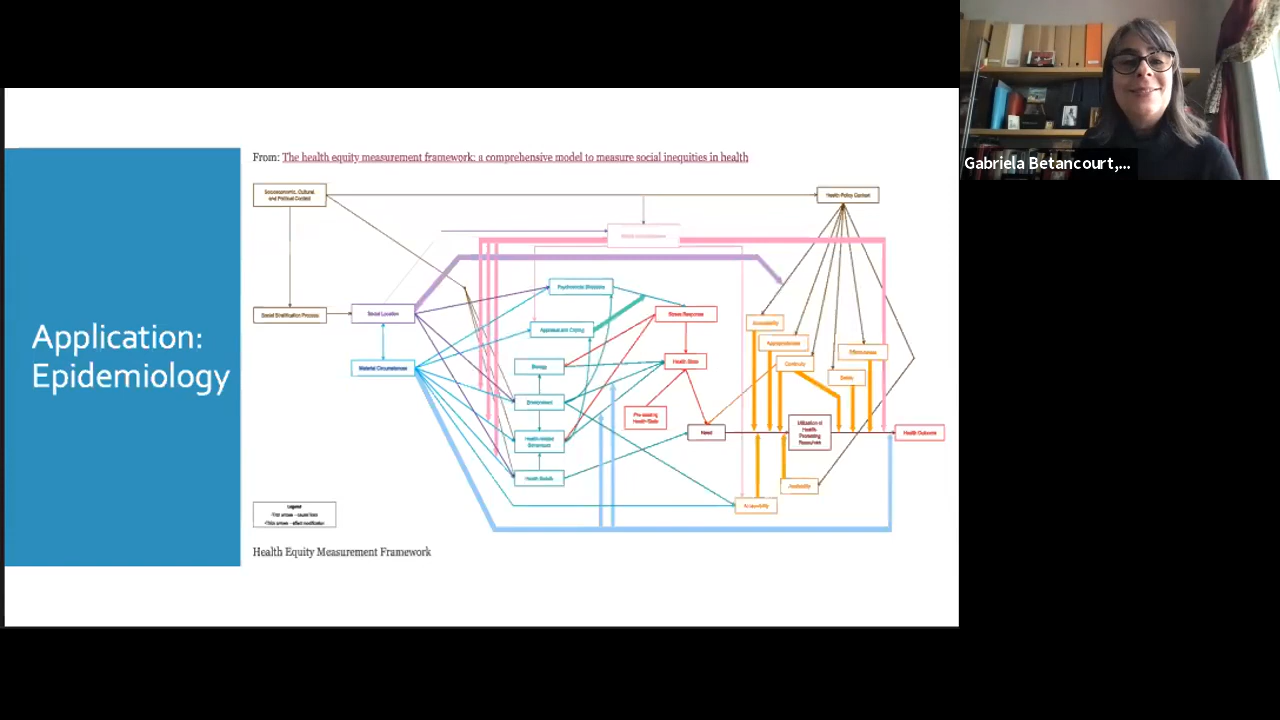 Gabriela Betancourt,...
From: The health equity measurement framework: a comprehensive model to measure social inequities in health
Application:
Epidemiology
Socioeconomic, Cultural,
and Political Context
Health Policy Context
Social Stratification Process
Social Location
Material Circumstances
Appraisal and Coping
Stress Response
Biology
Health State
Environment
Health-Related
Behaviours
Health Beliefs
Pre-existing
Health State
Need
Utilization of
Health-
Promoting
Resources
Health Outcome
Accessibility
Appropriateness
Continuity
Effectiveness
Safety
Availability
Legend
Health Equity Measurement Framework